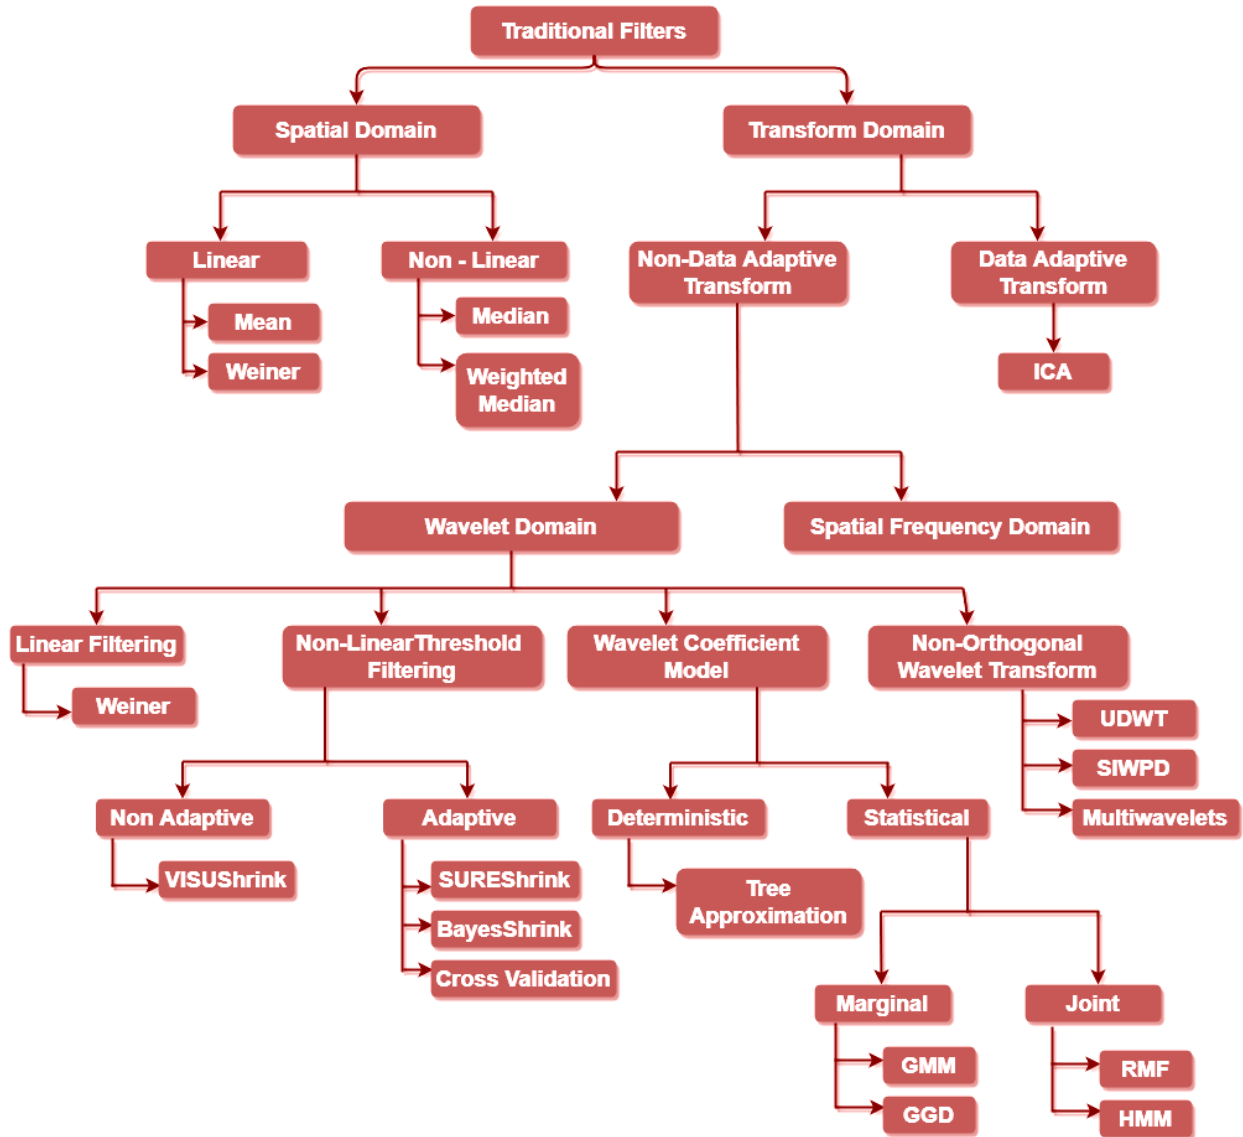 Traditional Filters
Spatial Domain
Transform Domain
Linear
Non - Linear
Non-Data Adaptive
Transform
Data Adaptive
Transform
Mean
Weiner
Median
Weighted
Median
ICA
Wavelet Domain
Spatial Frequency Domain
Linear Filtering
Non-LinearThreshold
Filtering
Wavelet Coefficient
Model
Non-Orthogonal
Wavelet Transform
Weiner
UDWT
SIWPD
Multiwavelets
Non Adaptive
Adaptive
Deterministic
Statistical
VISUShrink
SUREShrink
BayesShrink
Cross Validation
Tree
Approximation
Marginal
Joint
GMM
GGD
RMF
HMM